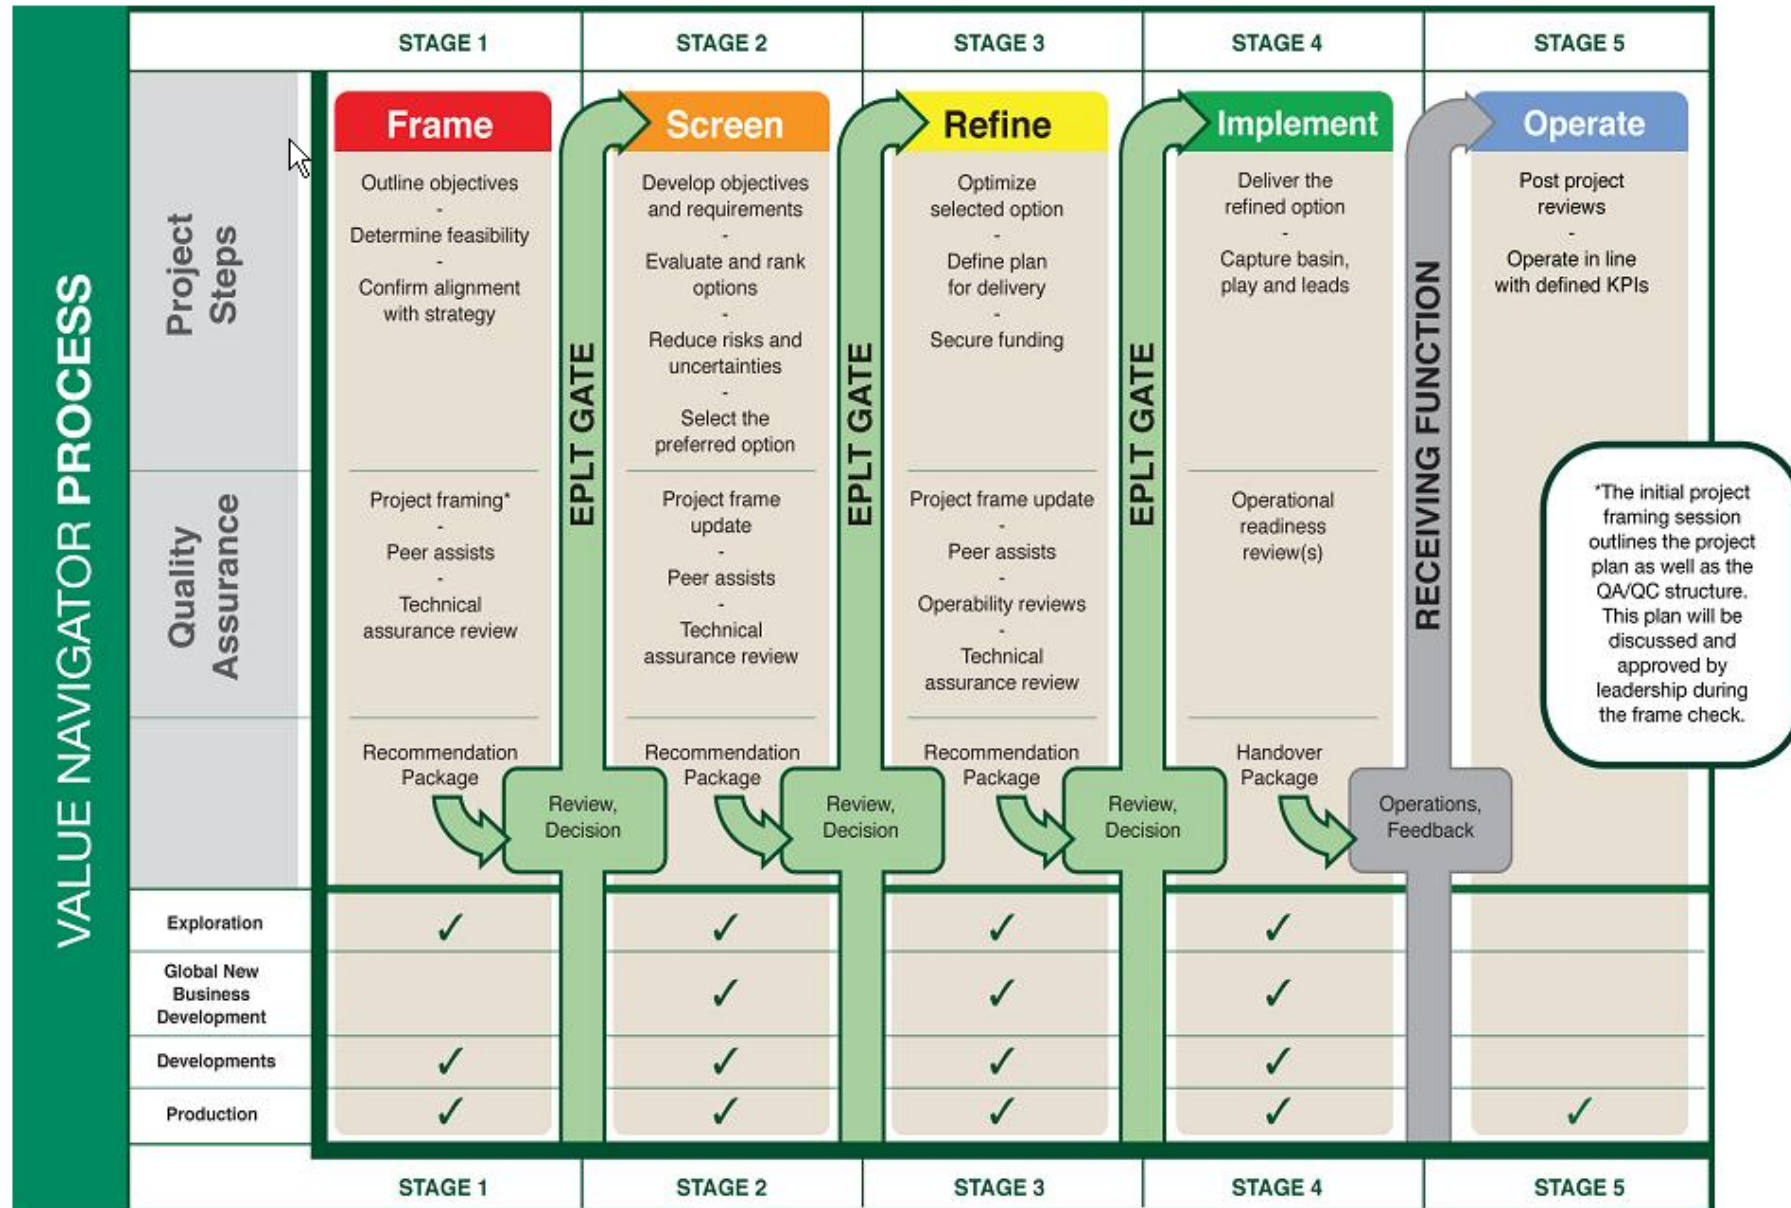 VALUE NAVIGATOR PROCESS
STAGE 1
STAGE 2
STAGE 3
STAGE 4
STAGE 5
Project
Steps
Quality
Assurance
Frame
Outline objectives
-
Determine feasibility
-
Confirm alignment
with strategy
Project framing*
-
Peer assists
-
Technical
assurance review
Recommendation
Package
EPLT GATE
Review,
Decision
Screen
Develop objectives
and requirements
-
Evaluate and rank
options
-
Reduce risks and
uncertainties
-
Select the
preferred option
Project frame
update
-
Peer assists
-
Technical
assurance review
Recommendation
Package
EPLT GATE
Review,
Decision
Refine
Optimize
selected option
-
Define plan
for delivery
-
Secure funding
Project frame update
-
Peer assists
-
Operability reviews
-
Technical
assurance review
Recommendation
Package
EPLT GATE
Review,
Decision
Implement
Deliver the
refined option
-
Capture basin,
play and leads
Operational
readiness
review(s)
Handover
Package
RECEIVING FUNCTION
Operations,
Feedback
Operate
Post project
reviews
-
Operate in line
with defined KPIs
*The initial project
framing session
outlines the project
plan as well as the
QA/QC structure.
This plan will be
discussed and
approved by
leadership during
the frame check.
Exploration ✓ ✓ ✓ ✓
Global New
Business
Development ✓ ✓ ✓
Developments ✓ ✓ ✓ ✓
Production ✓ ✓ ✓ ✓ ✓
STAGE 1
STAGE 2
STAGE 3
STAGE 4
STAGE 5